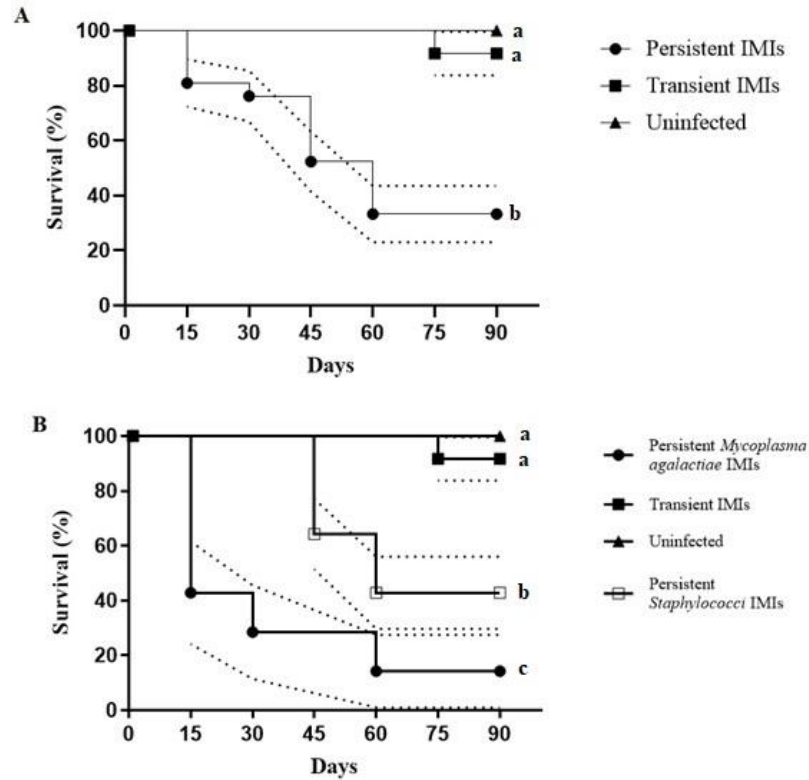 A
Survival (%)
100
80
60
40
20
0
0 15 30 45 60 75 90
Days
a
a
b
Persistent IMIs
Transient IMIs
Uninfected
B
Survival (%)
100
80
60
40
20
0
0 15 30 45 60 75 90
Days
a
a
b
c
Persistent Mycoplasma
agalactiae IMIs
Transient IMIs
Uninfected
Persistent
Staphylococci IMIs